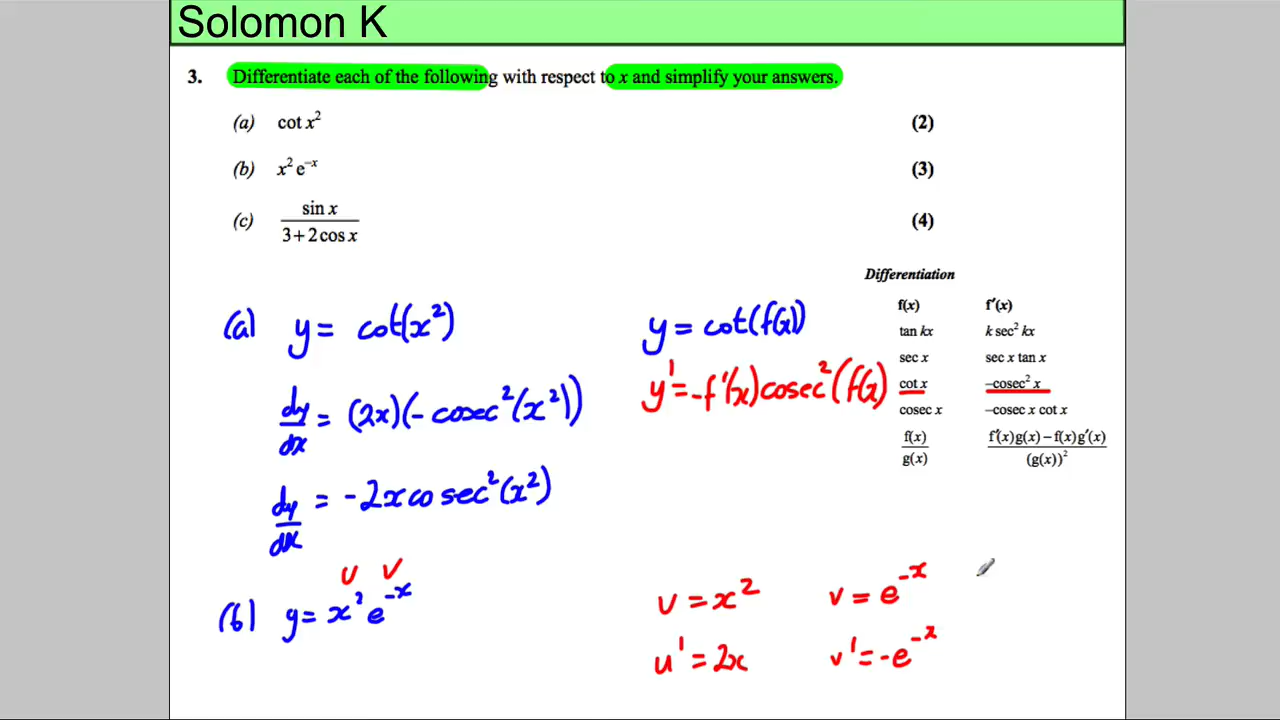 Solomon K
3. Differentiate each of the following with respect to x and simplify your answers.
(a) cot x² (2)
(b) x² e⁻ˣ (3)
(c) sin x / 3 + 2 cos x (4)
Differentiation
f(x) f′(x)
tan kx k sec² kx
sec x sec x tan x
cot x –cosec² x
cosec x –cosec x cot x
f(x) / g(x) f′(x)g(x) – f(x)g′(x) / (g(x))²
(a) y = cot(x²)
dy/dx = (2x)(- cosec²(x²))
dy/dx = -2x cosec²(x²)
y = cot(f(x))
y' = -f'(x) cosec²(f(x)
u v
(b) y = x² e⁻ˣ
u = x² v = e⁻ˣ
u' = 2x v' = -e⁻ˣ